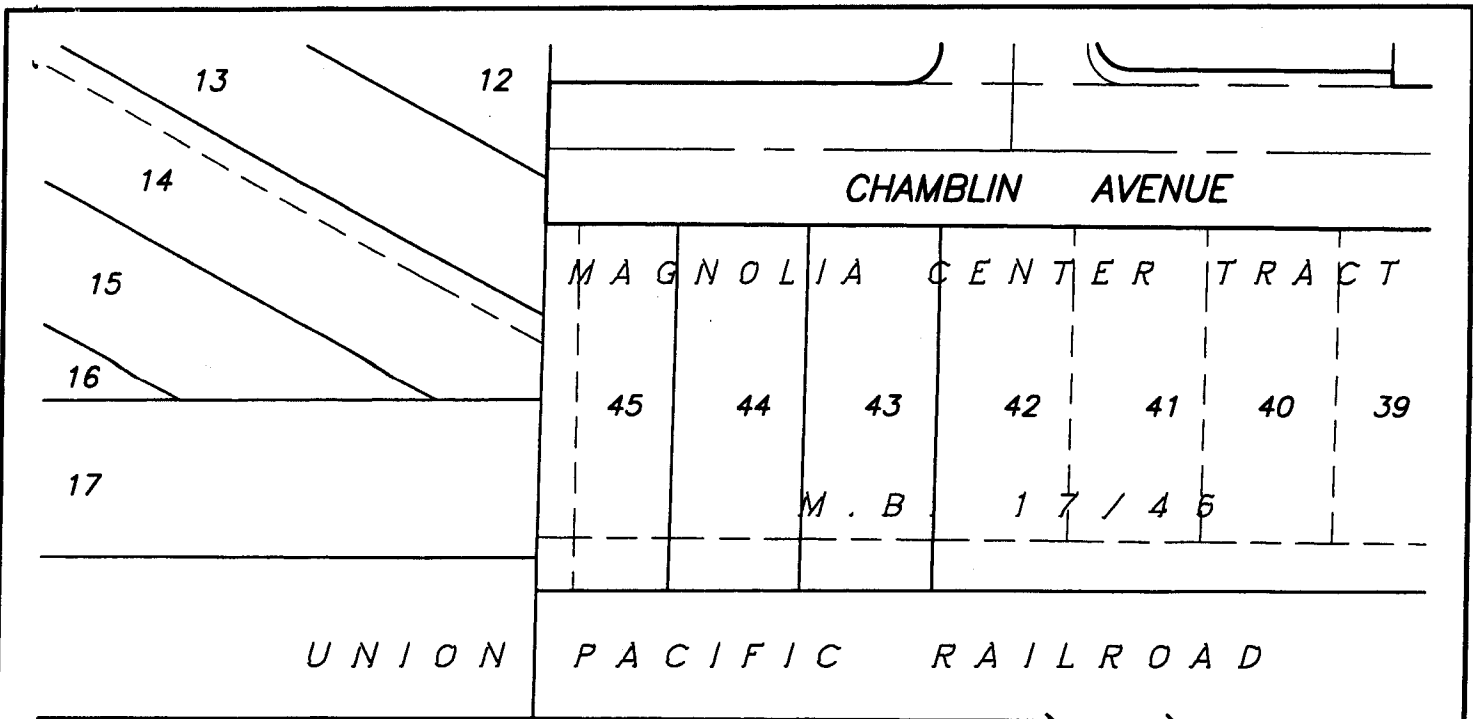 13
12
14
CHAMBLIN AVENUE
MAGNOLIA CENTER TRACT
15
16
45 44 43 42 41 40 39
17
M.B. 17/46
UNION PACIFIC RAILROAD